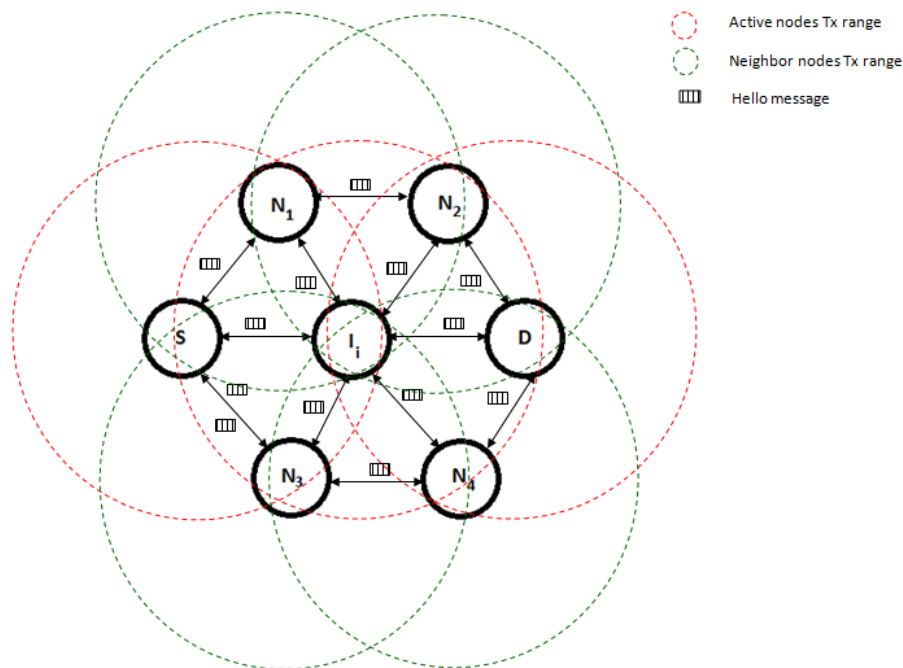 Active nodes Tx range
Neighbor nodes Tx range
Hello message
N₁
N₂
S
Iᵢ
D
N₃
N₄